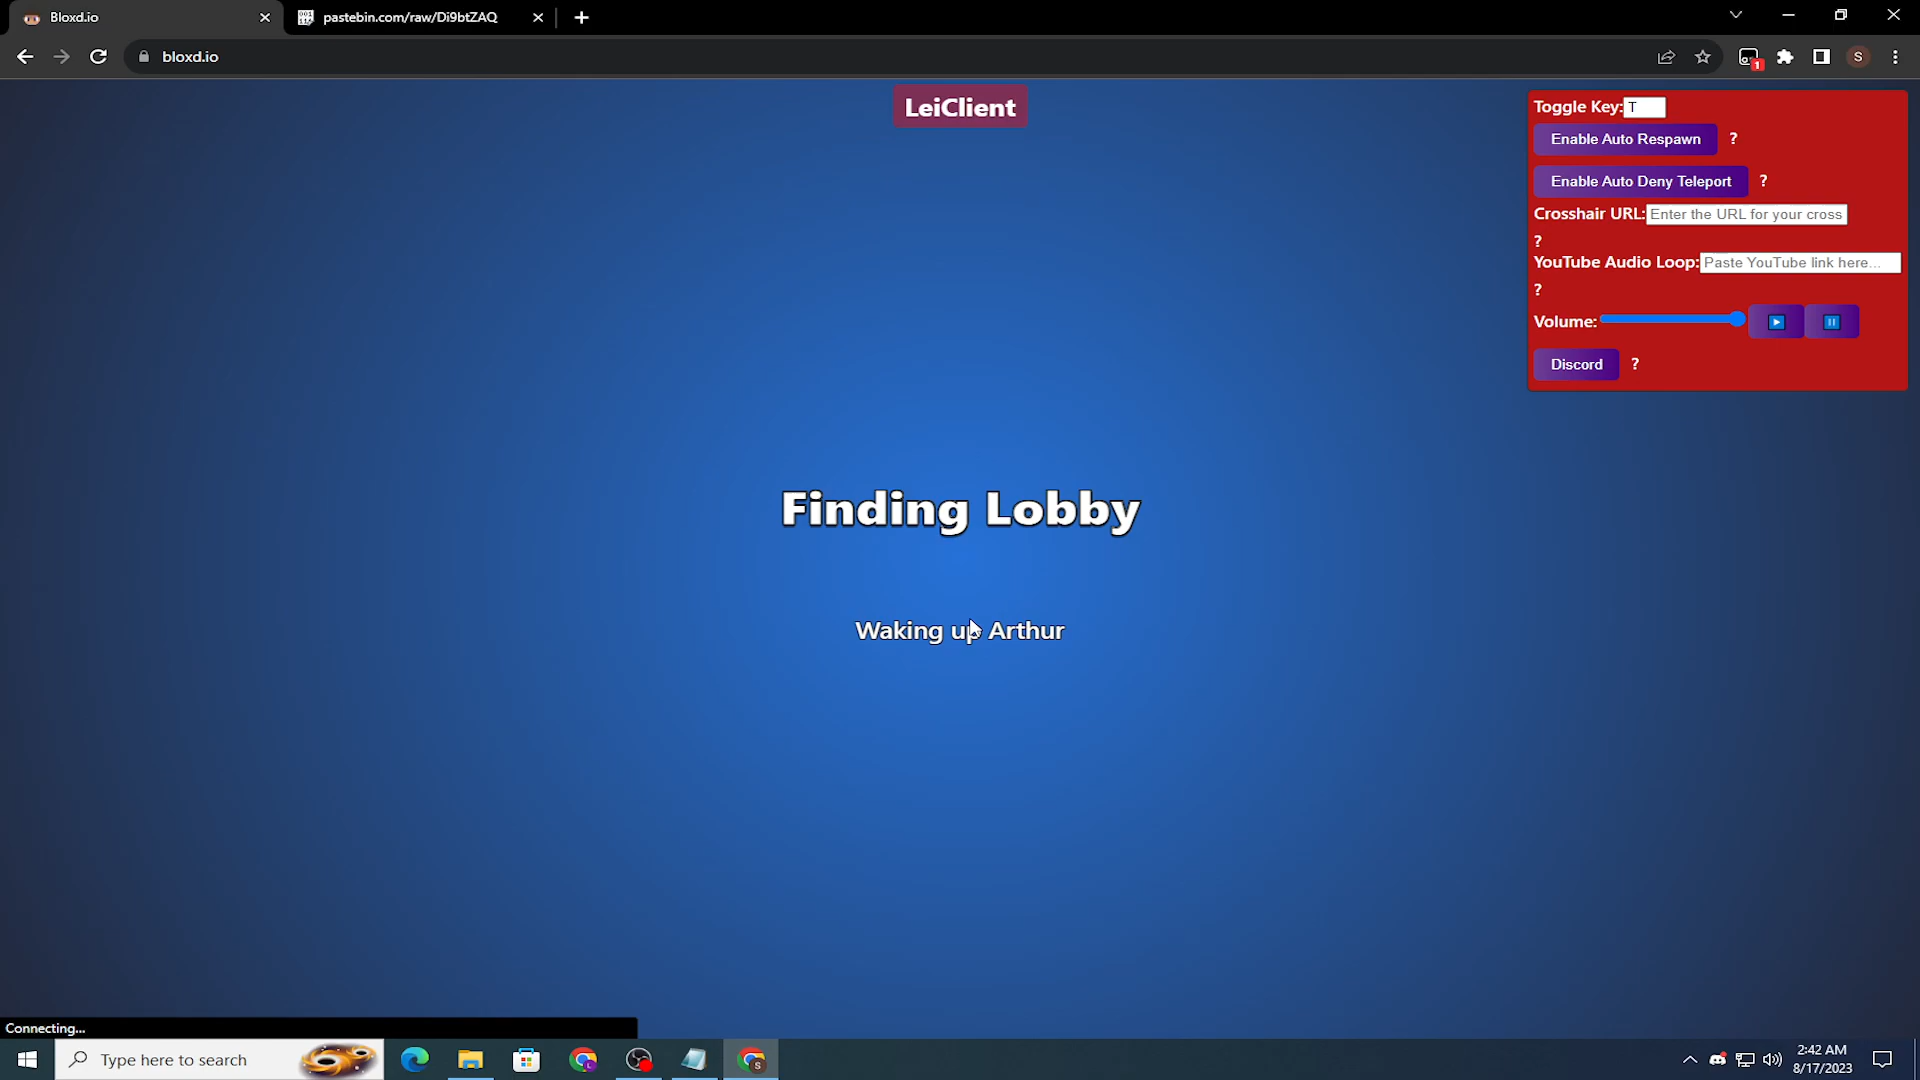 Bloxd.io
pastebin.com/raw/Di9btZAQ
bloxd.io
1
S
LeiClient
Toggle Key: T
Enable Auto Respawn ?
Enable Auto Deny Teleport ?
Crosshair URL: Enter the URL for your cross
?
YouTube Audio Loop: Paste YouTube link here...
?
Volume:
Discord ?
Finding Lobby
Waking up Arthur
Connecting...
Type here to search
2:42 AM
8/17/2023